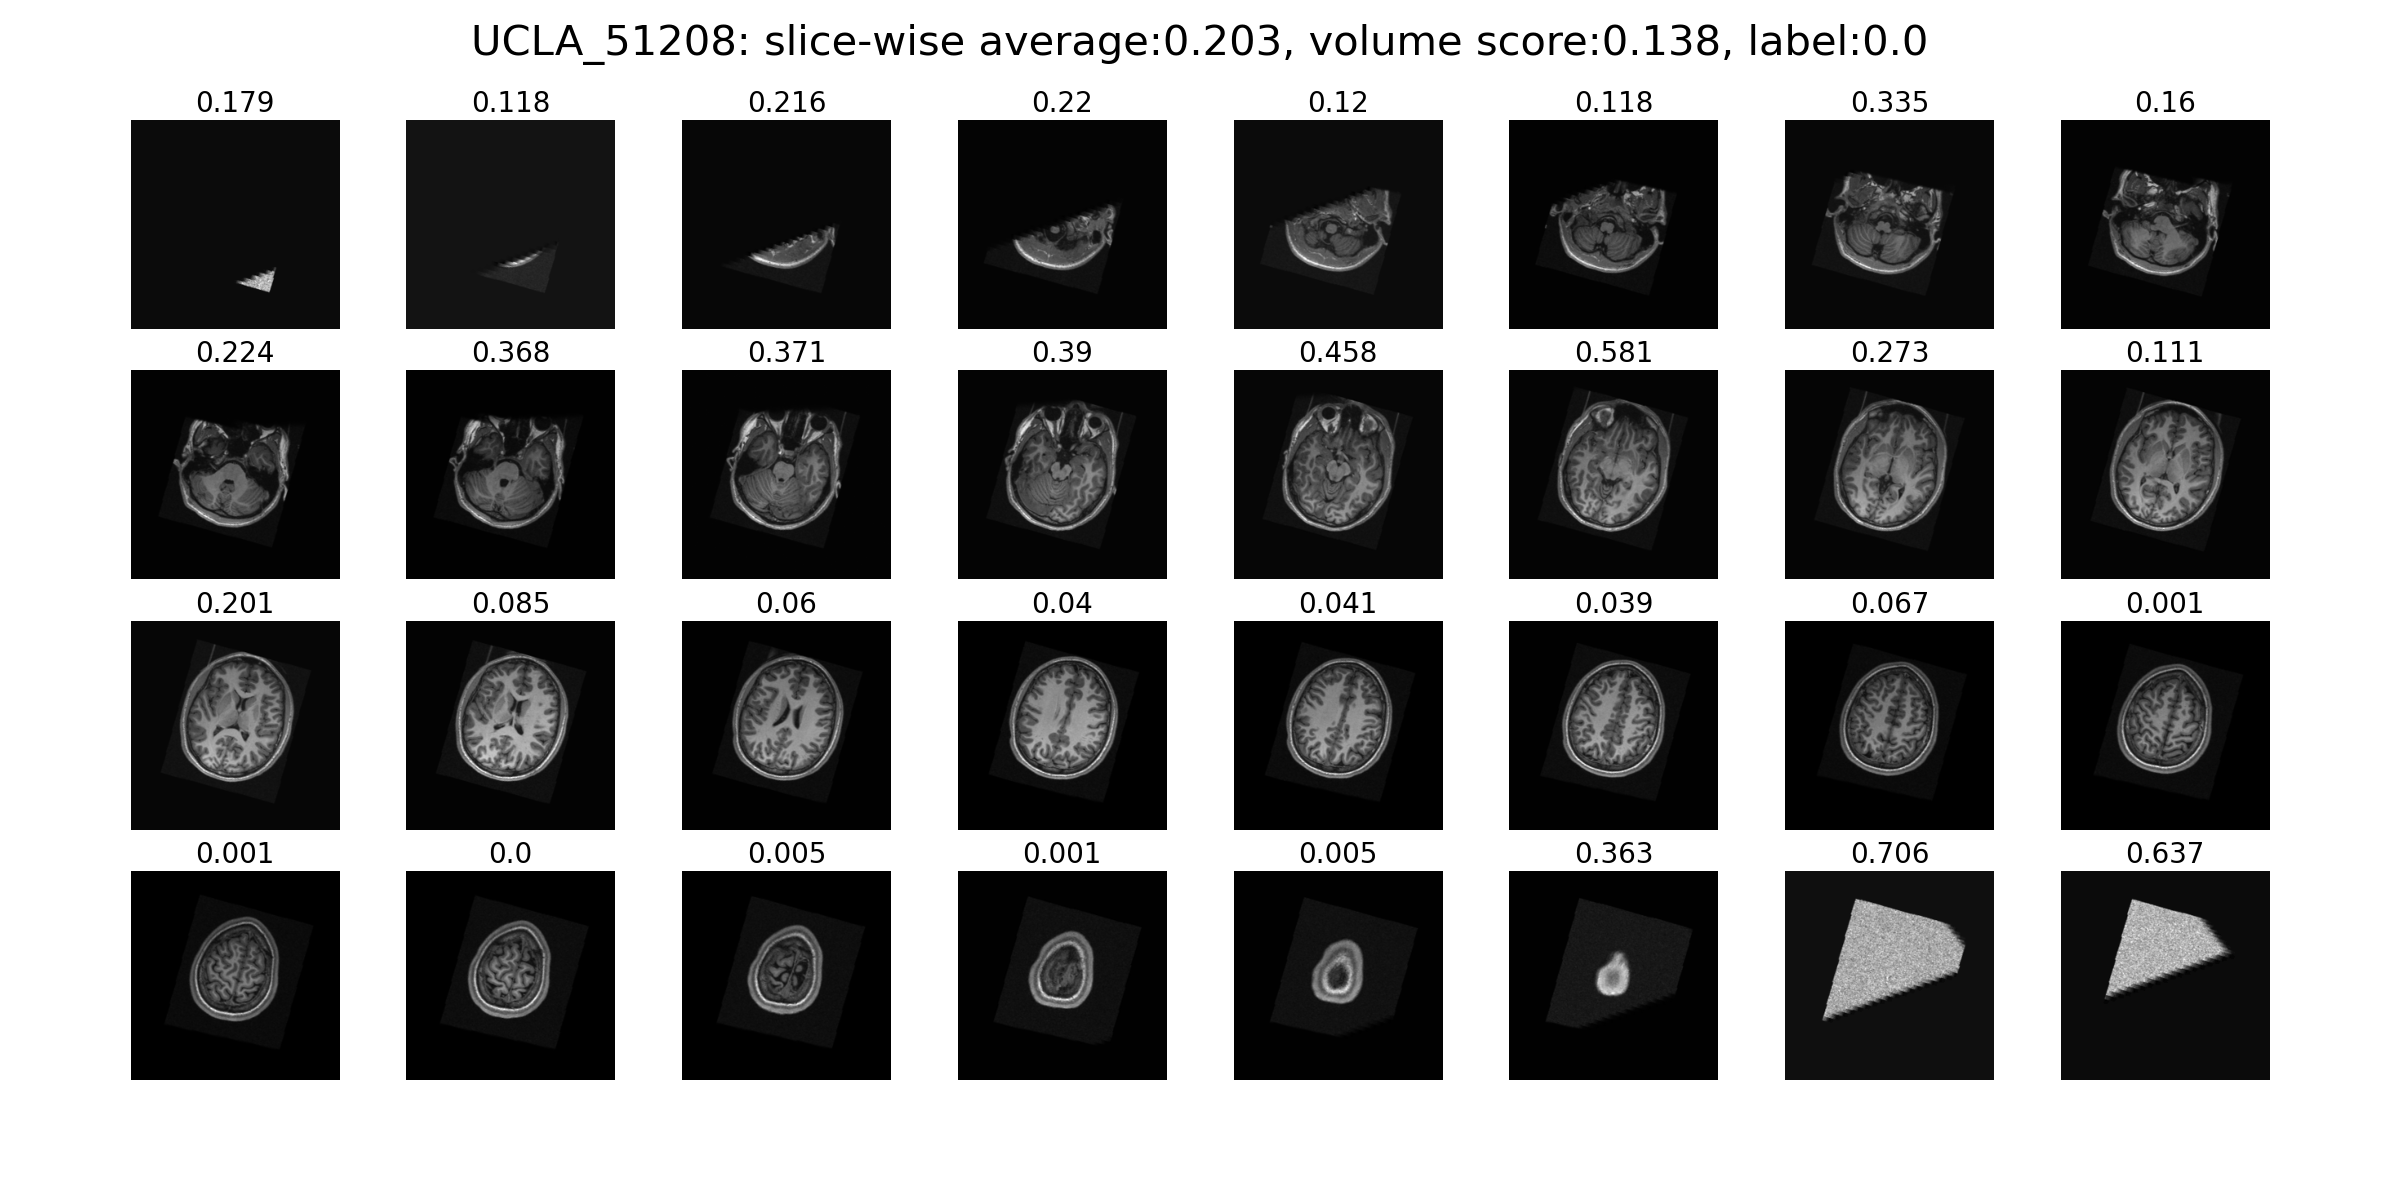 UCLA_51208: slice-wise average:0.203, volume score:0.138, label:0.0
0.179 0.118 0.216 0.22 0.12 0.118 0.335 0.16
0.224 0.368 0.371 0.39 0.458 0.581 0.273 0.111
0.201 0.085 0.06 0.04 0.041 0.039 0.067 0.001
0.001 0.0 0.005 0.001 0.005 0.363 0.706 0.637